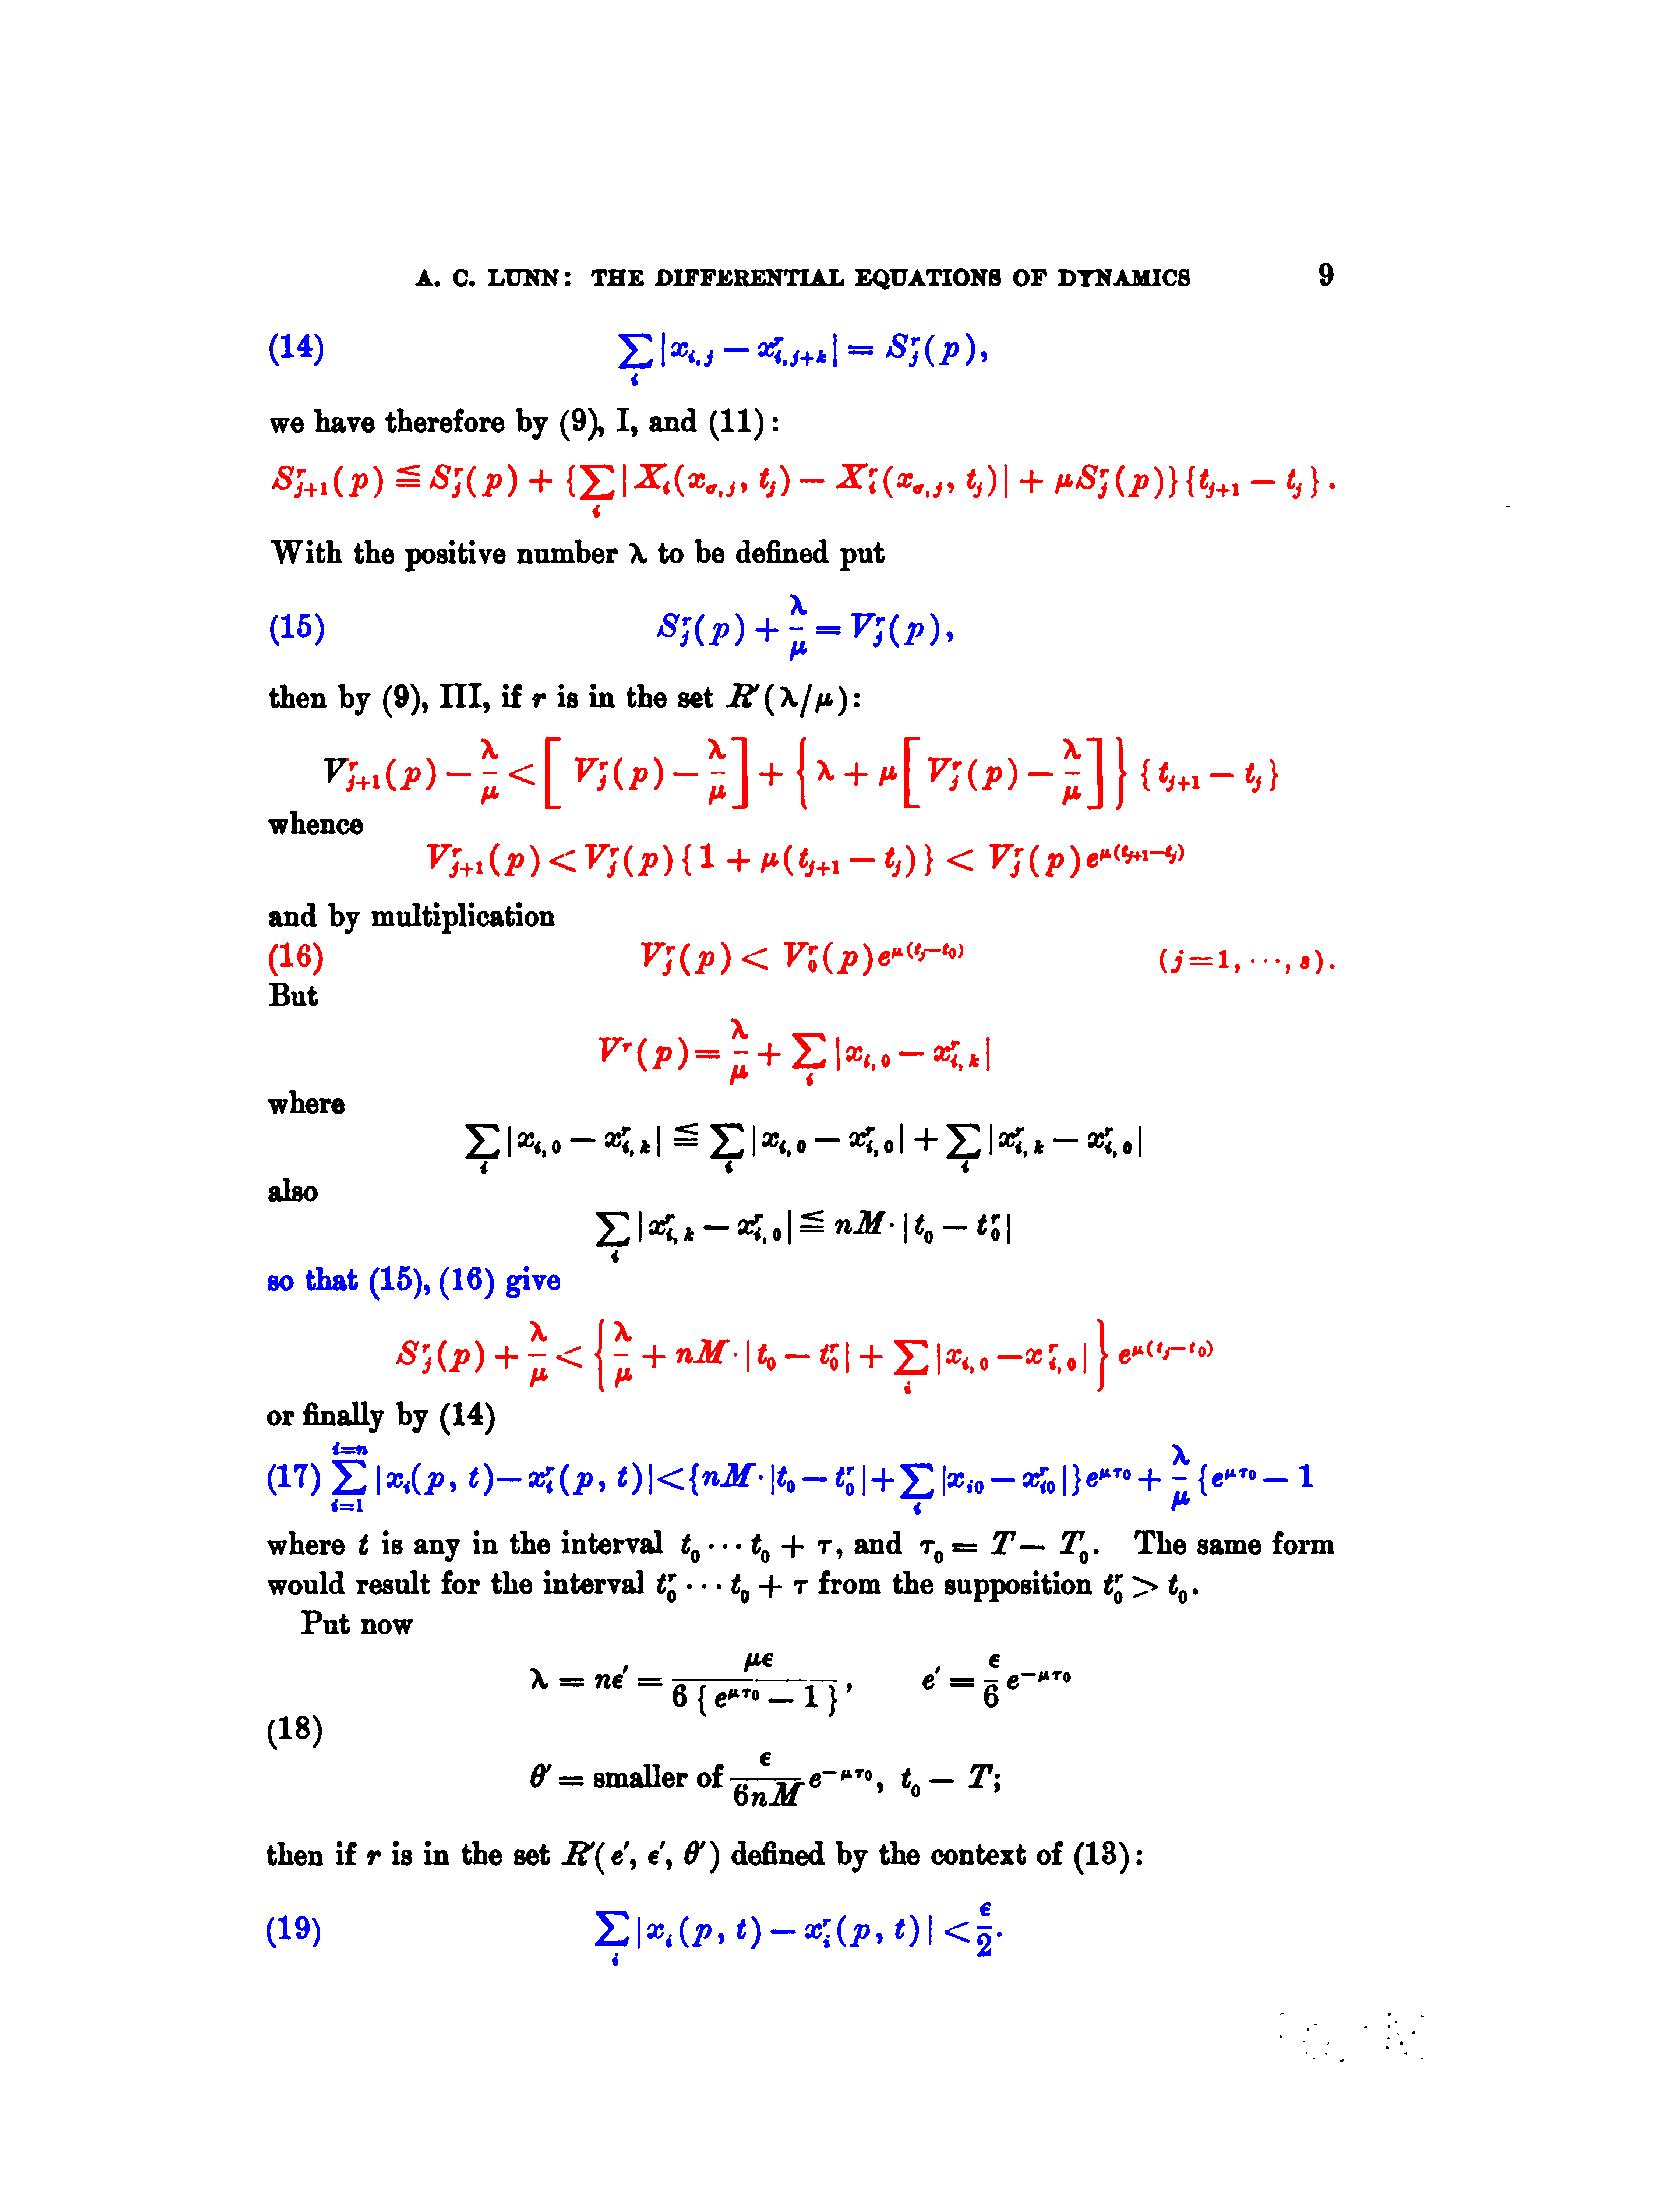 A. C. LUNN: THE DIFFERENTIAL EQUATIONS OF DYNAMICS 9
(14) $\sum_i |x_{i,j} - x^r_{i,j+k}| = S^r_j(p),$
we have therefore by (9), I, and (11):
$S^r_{j+1}(p) \leqq S^r_j(p) + \{\sum_i | X_i(x_{\sigma,j}, t_j) - X^r_i(x_{\sigma,j}, t_j)| + \mu S^r_j(p)\}\{t_{j+1} - t_j\}.$
With the positive number λ to be defined put
(15) $S^r_j(p) + \frac{\lambda}{\mu} = V^r_j(p),$
then by (9), III, if r is in the set $R'(\lambda/\mu)$:
$V^r_{j+1}(p) - \frac{\lambda}{\mu} < \left[ V^r_j(p) - \frac{\lambda}{\mu} \right] + \left\{ \lambda + \mu \left[ V^r_j(p) - \frac{\lambda}{\mu} \right] \right\} \{t_{j+1} - t_j\}$
whence
$V^r_{j+1}(p) < V^r_j(p)\{1 + \mu(t_{j+1} - t_j)\} < V^r_j(p)e^{\mu(t_{j+1}-t_j)}$
and by multiplication
(16) $V^r_j(p) < V^r_0(p)e^{\mu(t_j-t_0)}$ $(j=1, \cdots, s).$
But
$V^r(p) = \frac{\lambda}{\mu} + \sum_i |x_{i,0} - x^r_{i,k}|$
where
$\sum_i |x_{i,0} - x^r_{i,k}| \leqq \sum_i |x_{i,0} - x^r_{i,0}| + \sum_i |x^r_{i,k} - x^r_{i,0}|$
also
$\sum_i |x^r_{i,k} - x^r_{i,0}| \leqq nM \cdot |t_0 - t^r_0|$
so that (15), (16) give
$S^r_j(p) + \frac{\lambda}{\mu} < \left\{ \frac{\lambda}{\mu} + nM \cdot |t_0 - t^r_0| + \sum_i |x_{i,0} - x^r_{i,0}| \right\} e^{\mu(t_j-t_0)}$
or finally by (14)
(17) $\sum_{i=1}^{i=n} |x_i(p, t) - x^r_i(p, t)| < \{nM \cdot |t_0 - t^r_0| + \sum_i |x_{i0} - x^r_{i0}|\}e^{\mu\tau_0} + \frac{\lambda}{\mu} \{e^{\mu\tau_0} - 1$
where t is any in the interval $t_0 \cdots t_0 + \tau$, and $\tau_0 = T - T_0$. The same form
would result for the interval $t^r_0 \cdots t_0 + \tau$ from the supposition $t^r_0 > t_0$.
Put now
$\lambda = n\epsilon' = \frac{\mu\epsilon}{6\{e^{\mu\tau_0} - 1\}}, \quad e' = \frac{\epsilon}{6} e^{-\mu\tau_0}$
(18)
$\theta' =$ smaller of $\frac{\epsilon}{6nM} e^{-\mu\tau_0}, \ t_0 - T;$
then if r is in the set $R'(e', \epsilon', \theta')$ defined by the context of (13):
(19) $\sum_i |x_i(p, t) - x^r_i(p, t)| < \frac{\epsilon}{2}.$